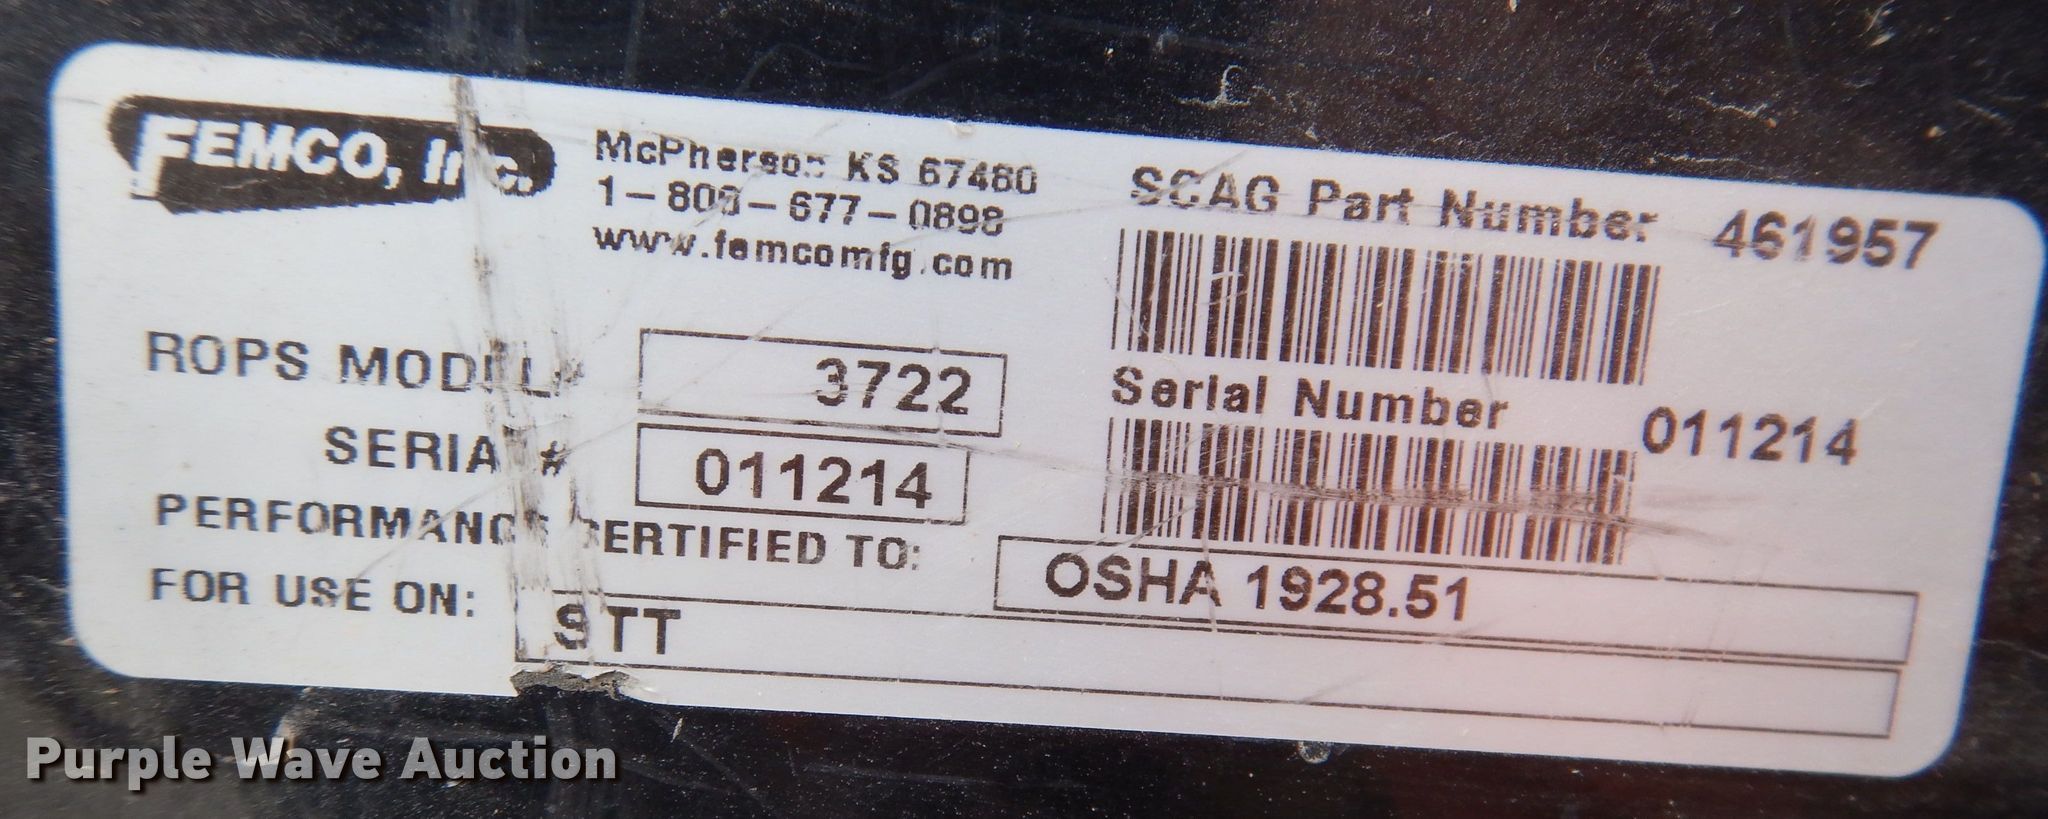 FEMCO, Inc.
McPherson KS 67460
1-800-677-0898
www.femcomfg.com
SCAG Part Number 461957
Serial Number 011214
ROPS MODEL# 3722
SERIAL# 011214
PERFORMANCE CERTIFIED TO: OSHA 1928.51
FOR USE ON: STT
Purple Wave Auction